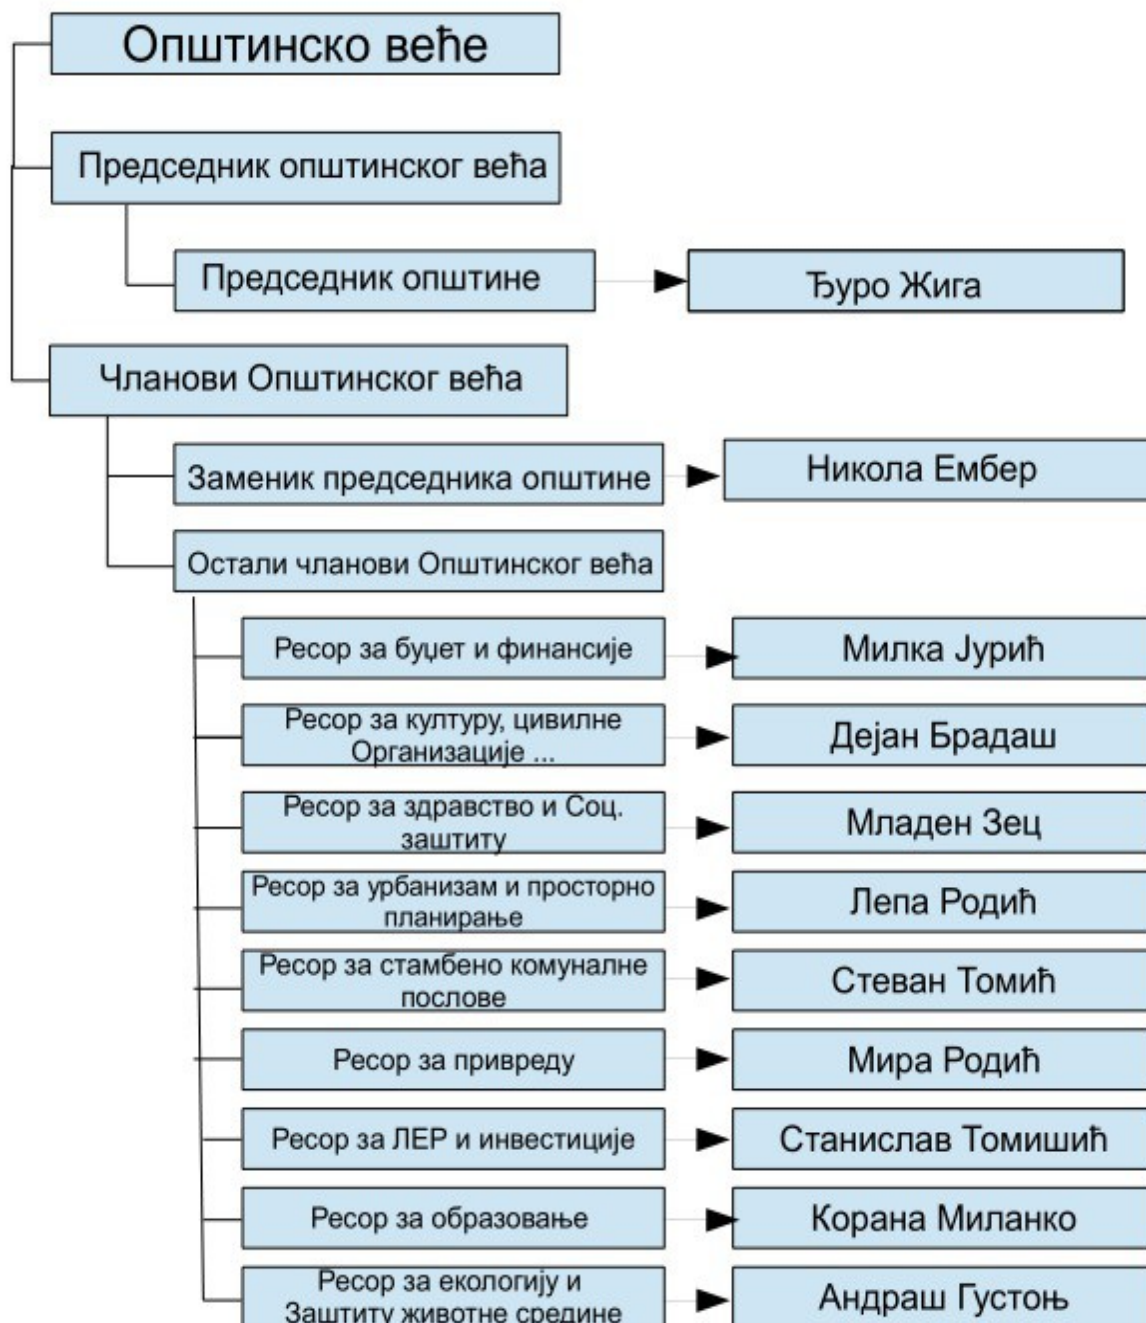 Општинско веће
Председник општинског већа
Председник општине
Ђуро Жига
Чланови Општинског већа
Заменик председника општине
Никола Ембер
Остали чланови Општинског већа
Ресор за буџет и финансије
Милка Јурић
Ресор за културу, цивилне
Организације ...
Дејан Брадаш
Ресор за здравство и Соц.
заштиту
Младен Зец
Ресор за урбанизам и просторно
планирање
Лепа Родић
Ресор за стамбено комуналне
послове
Стеван Томић
Ресор за привреду
Мира Родић
Ресор за ЛЕР и инвестиције
Станислав Томишић
Ресор за образовање
Корана Миланко
Ресор за екологију и
Заштиту животне средине
Андраш Густоњ